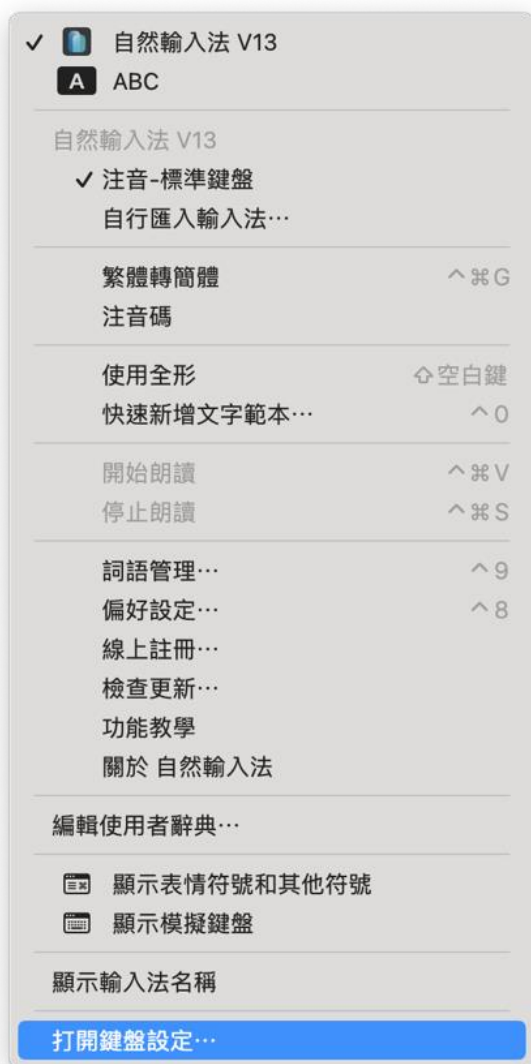 ✓ 自然輸入法 V13
A ABC
自然輸入法 V13
✓ 注音-標準鍵盤
自行匯入輸入法…
繁體轉簡體 ^⌘G
注音碼
使用全形 ⇧空白鍵
快速新增文字範本… ^0
開始朗讀 ^⌘V
停止朗讀 ^⌘S
詞語管理… ^9
偏好設定… ^8
線上註冊…
檢查更新…
功能教學
關於 自然輸入法
編輯使用者辭典…
顯示表情符號和其他符號
顯示模擬鍵盤
顯示輸入法名稱
打開鍵盤設定…